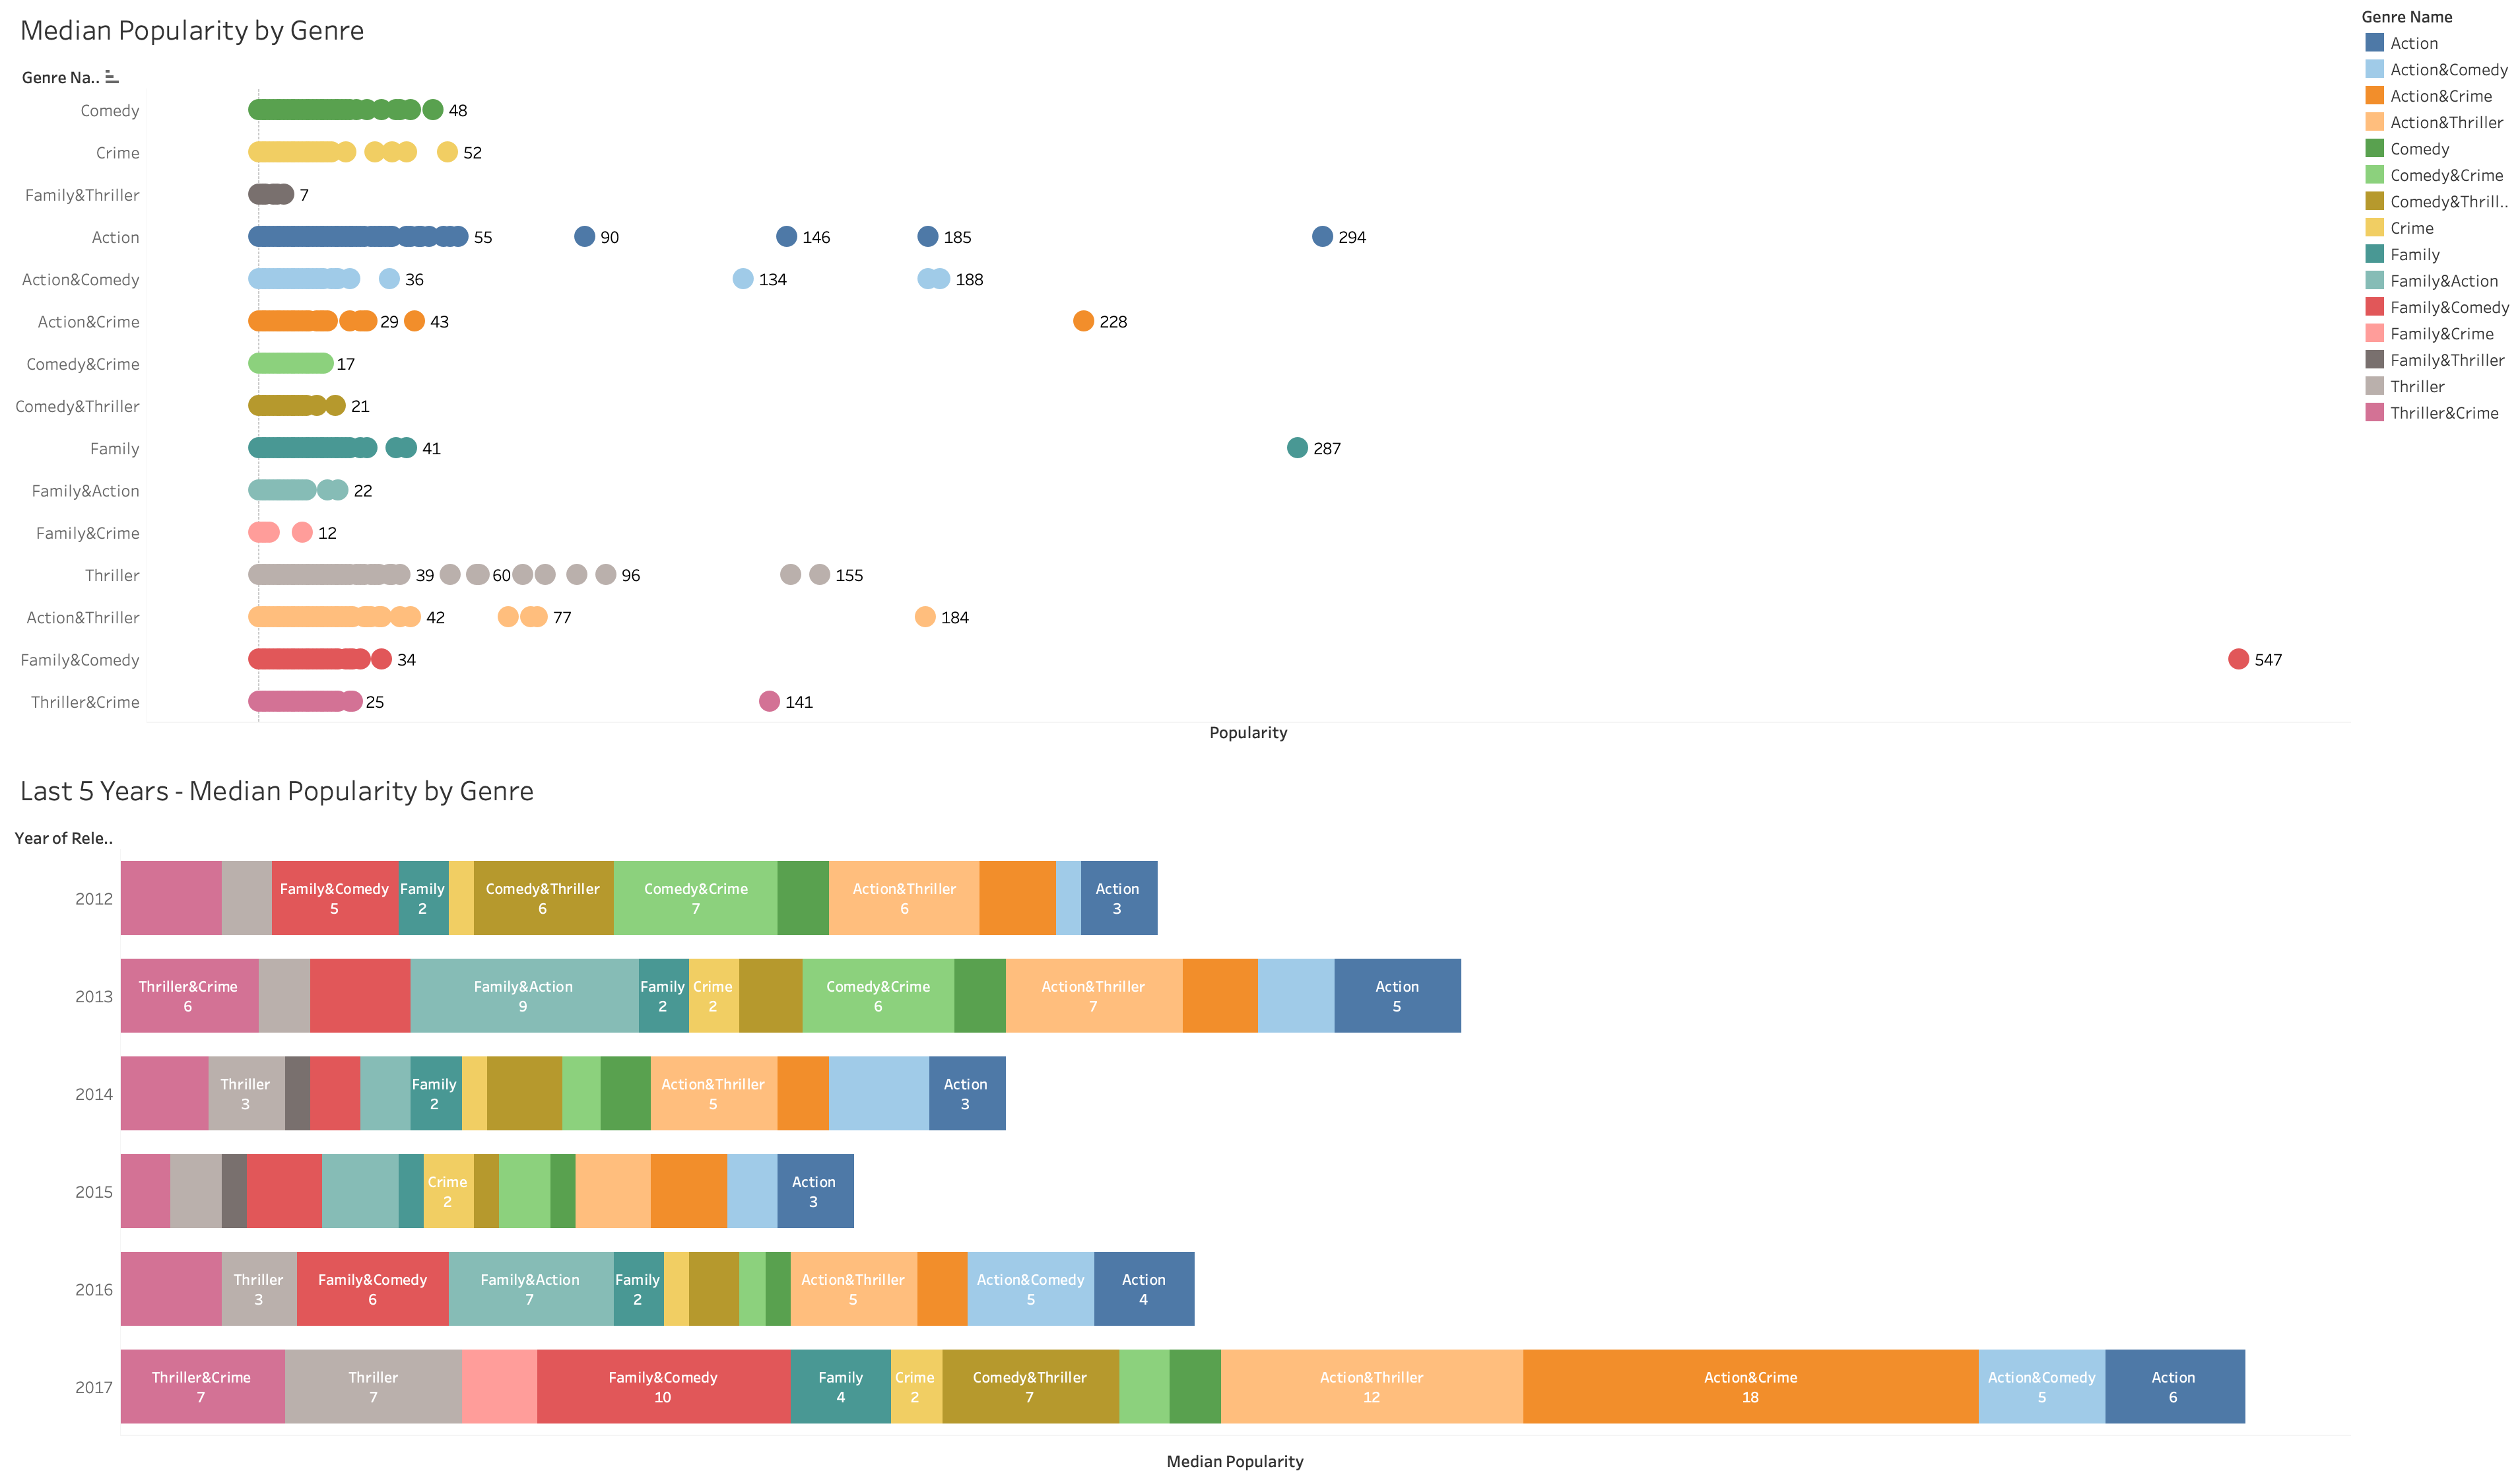 Median Popularity by Genre
Genre Na..
Comedy 48
Crime 52
Family&Thriller 7
Action 55 90 146 185 294
Action&Comedy 36 134 188
Action&Crime 29 43 228
Comedy&Crime 17
Comedy&Thriller 21
Family 41 287
Family&Action 22
Family&Crime 12
Thriller 39 60 96 155
Action&Thriller 42 77 184
Family&Comedy 34 547
Thriller&Crime 25 141
Popularity
Genre Name
Action
Action&Comedy
Action&Crime
Action&Thriller
Comedy
Comedy&Crime
Comedy&Thrill..
Crime
Family
Family&Action
Family&Comedy
Family&Crime
Family&Thriller
Thriller
Thriller&Crime
Last 5 Years - Median Popularity by Genre
Year of Rele..
2012
Family&Comedy Family Comedy&Thriller Comedy&Crime Action&Thriller Action
5 2 6 7 6 3
2013
Thriller&Crime Family&Action Family Crime Comedy&Crime Action&Thriller Action
6 9 2 2 6 7 5
2014
Thriller Family Action&Thriller Action
3 2 5 3
2015
Crime Action
2 3
2016
Thriller Family&Comedy Family&Action Family Action&Thriller Action&Comedy Action
3 6 7 2 5 5 4
2017
Thriller&Crime Thriller Family&Comedy Family Crime Comedy&Thriller Action&Thriller Action&Crime Action&Comedy Action
7 7 10 4 2 7 12 18 5 6
Median Popularity